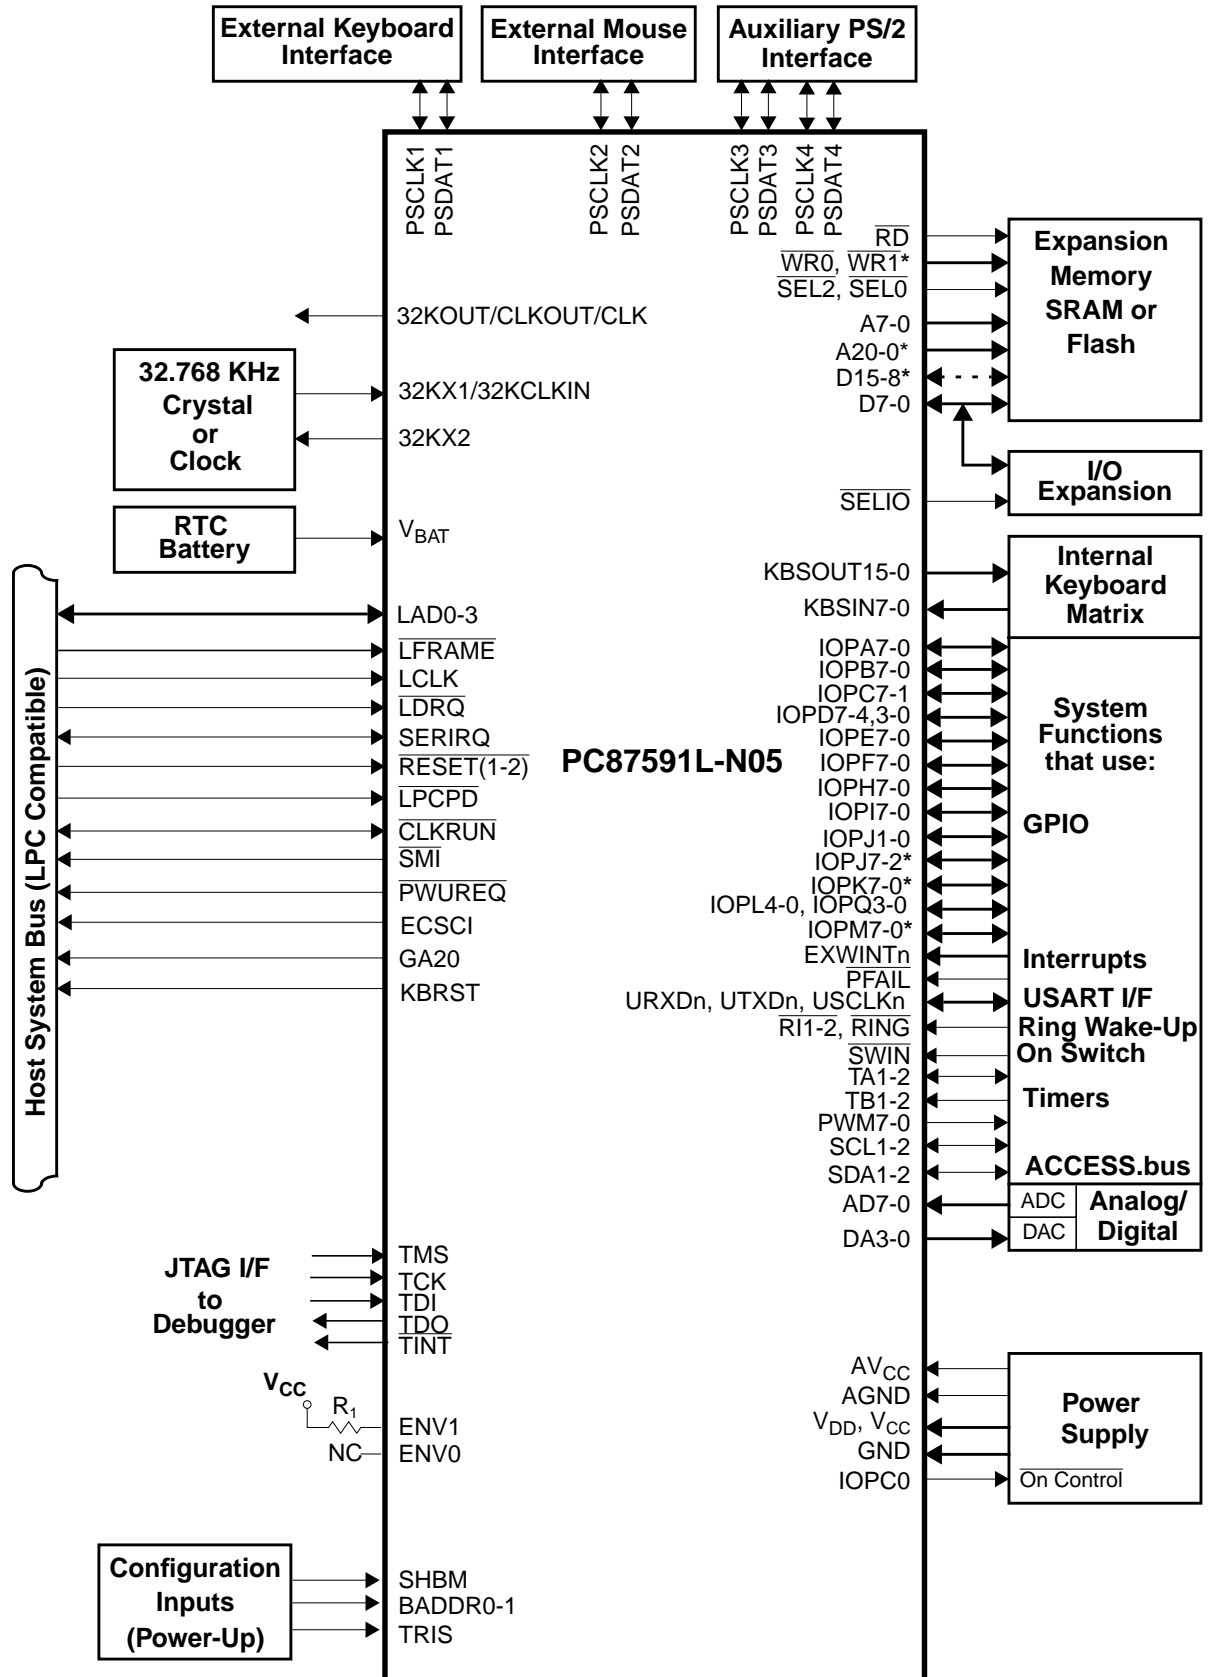 External Keyboard
Interface
External Mouse
Interface
Auxiliary PS/2
Interface
PSCLK1
PSDAT1
PSCLK2
PSDAT2
PSCLK3
PSDAT3
PSCLK4
PSDAT4
32KOUT/CLKOUT/CLK
32.768 KHz
Crystal
or
Clock
32KX1/32KCLKIN
32KX2
RTC
Battery
VBAT
Host System Bus (LPC Compatible)
LAD0-3
LFRAME
LCLK
LDRQ
SERIRQ
RESET(1-2)
LPCPD
CLKRUN
SMI
PWUREQ
ECSCI
GA20
KBRST
JTAG I/F
to
Debugger
TMS
TCK
TDI
TDO
TINT
VCC
R1
ENV1
NC
ENV0
Configuration
Inputs
(Power-Up)
SHBM
BADDR0-1
TRIS
PC87591L-N05
RD
WR0, WR1*
SEL2, SEL0
A7-0
A20-0*
D15-8*
D7-0
Expansion
Memory
SRAM or
Flash
SELIO
I/O
Expansion
KBSOUT15-0
KBSIN7-0
Internal
Keyboard
Matrix
IOPA7-0
IOPB7-0
IOPC7-1
IOPD7-4,3-0
IOPE7-0
IOPF7-0
IOPH7-0
IOPI7-0
IOPJ1-0
IOPJ7-2*
IOPK7-0*
IOPL4-0, IOPQ3-0
IOPM7-0*
EXWINTn
PFAIL
URXDn, UTXDn, USCLKn
RI1-2, RING
SWIN
TA1-2
TB1-2
PWM7-0
SCL1-2
SDA1-2
AD7-0
DA3-0
System
Functions
that use:
GPIO
Interrupts
USART I/F
Ring Wake-Up
On Switch
Timers
ACCESS.bus
ADC
DAC
Analog/
Digital
AVCC
AGND
VDD, VCC
GND
IOPC0
Power
Supply
On Control